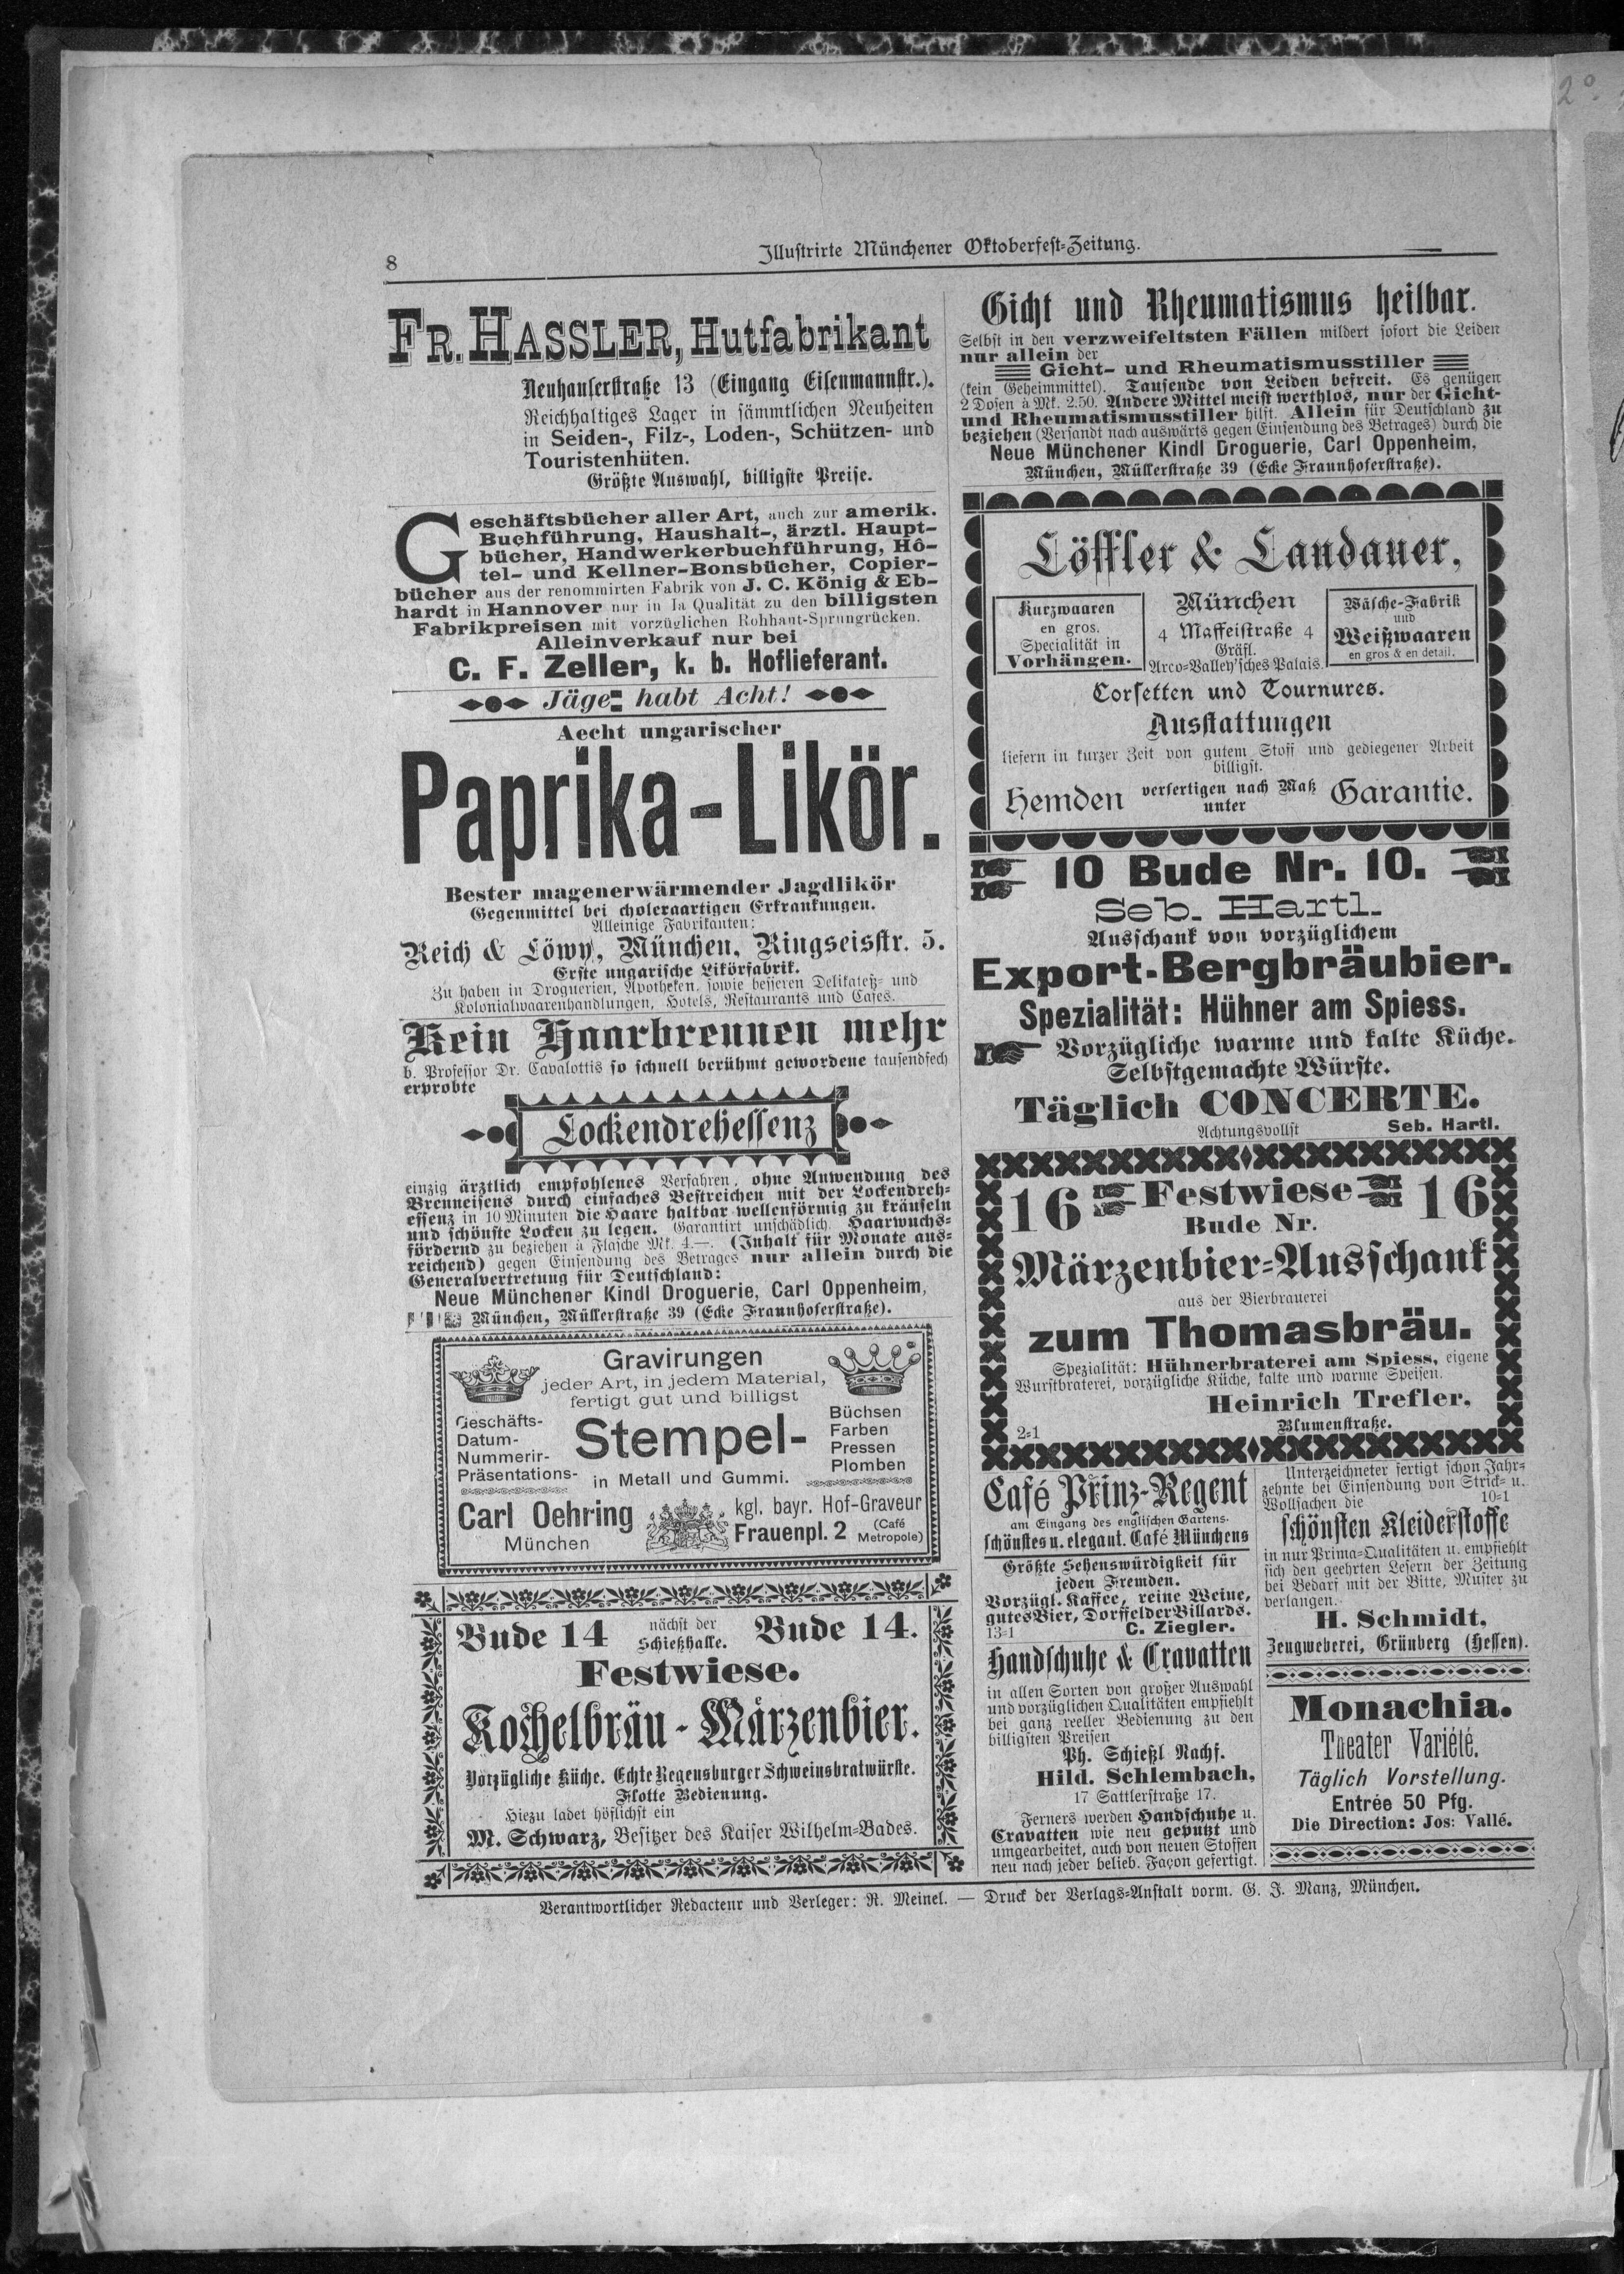 8
Illustrirte Münchener Oktoberfest-Zeitung.
FR. HASSLER, Hutfabrikant
Neuhauserstraße 13 (Eingang Eisenmannstr.).
Reichhaltiges Lager in sämmtlichen Neuheiten
in Seiden-, Filz-, Loden-, Schützen- und
Touristenhüten.
Größte Auswahl, billigste Preise.
Geschäftsbücher aller Art, auch zur amerik.
Buchführung, Haushalt-, ärztl. Haupt-
bücher, Handwerkerbuchführung, Hô-
tel- und Kellner-Bonsbücher, Copier-
bücher aus der renommirten Fabrik von J. C. König & Eb-
hardt in Hannover nur in Ia Qualität zu den billigsten
Fabrikpreisen mit vorzüglichen Rohhaut-Sprungrücken.
Alleinverkauf nur bei
C. F. Zeller, k. b. Hoflieferant.
Jäger habt Acht!
Aecht ungarischer
Paprika-Likör.
Bester magenerwärmender Jagdlikör
Gegenmittel bei choleraartigen Erkrankungen.
Alleinige Fabrikanten:
Reich & Löwy, München, Ringseisstr. 5.
Erste ungarische Likörfabrik.
Zu haben in Droguerien, Apotheken, sowie besseren Delikateß- und
Kolonialwaarenhandlungen, Hotels, Restaurants und Cafes.
Kein Haarbrennen mehr
b. Professor Dr. Cavalottis so schnell berühmt gewordene tausendfech
erprobte
Lockendrehessenz
einzig ärztlich empfohlenes Verfahren, ohne Anwendung des
Brenneisens durch einfaches Bestreichen mit der Lockendreh-
essenz in 10 Minuten die Haare haltbar wellenförmig zu kräuseln
und schönste Locken zu legen. Garantirt unschädlich. Haarwuchs-
fördernd zu beziehen à Flasche Mk. 4.—. (Inhalt für Monate aus-
reichend) gegen Einsendung des Betrages nur allein durch die
Generalvertretung für Deutschland:
Neue Münchener Kindl Droguerie, Carl Oppenheim,
München, Müllerstraße 39 (Ecke Fraunhoferstraße).
Gravirungen
jeder Art, in jedem Material,
fertigt gut und billigst
Geschäfts-
Datum-
Nummerir-
Präsentations-
Stempel-
in Metall und Gummi.
Büchsen
Farben
Pressen
Plomben
Carl Oehring
München
kgl. bayr. Hof-Graveur
Frauenpl. 2 (Café Metropole)
Bude 14 nächst der Schießhalle. Bude 14.
Festwiese.
Kochelbräu-Märzenbier.
Vorzügliche Küche. Echte Regensburger Schweinsbratwürste.
Flotte Bedienung.
Hiezu ladet höflichst ein
M. Schwarz, Besitzer des Kaiser Wilhelm-Bades.
Gicht und Rheumatismus heilbar.
Selbst in den verzweifeltsten Fällen mildert sofort die Leiden
nur allein der
Gicht- und Rheumatismusstiller
(kein Geheimmittel). Tausende von Leiden befreit. Es genügen
2 Dosen à Mk. 2.50. Andere Mittel meist werthlos, nur der Gicht-
und Rheumatismusstiller hilft. Allein für Deutschland zu
beziehen (Versandt nach auswärts gegen Einsendung des Betrages) durch die
Neue Münchener Kindl Droguerie, Carl Oppenheim,
München, Müllerstraße 39 (Ecke Fraunhoferstraße).
Löffler & Landauer,
Kurzwaaren
en gros.
Specialität in
Vorhängen.
München
4 Maffeistraße 4
Gräfl.
Arco-Valley'sches Palais.
Wäsche-Fabrik
und
Weißwaaren
en gros & en detail.
Corsetten und Tournures.
Ausstattungen
liefern in kurzer Zeit von gutem Stoff und gediegener Arbeit
billigst.
Hemden verfertigen nach Maß unter Garantie.
10 Bude Nr. 10.
Seb. Hartl.
Ausschank von vorzüglichem
Export-Bergbräubier.
Spezialität: Hühner am Spiess.
Vorzügliche warme und kalte Küche.
Selbstgemachte Würste.
Täglich CONCERTE.
Achtungsvollst Seb. Hartl.
16 Festwiese 16
Bude Nr.
Märzenbier-Ausschank
aus der Bierbrauerei
zum Thomasbräu.
Spezialität: Hühnerbraterei am Spiess, eigene
Wurstbraterei, vorzügliche Küche, kalte und warme Speisen.
Heinrich Trefler,
2-1 Blumenstraße.
Café Prinz-Regent
am Eingang des englischen Gartens.
schönstes u. elegant. Café Münchens
Größte Sehenswürdigkeit für
jeden Fremden.
Vorzügl. Kaffee, reine Weine,
gutes Bier, Dorffelder Billards.
13-1 C. Ziegler.
Handschuhe & Cravatten
in allen Sorten von großer Auswahl
und vorzüglichen Qualitäten empfiehlt
bei ganz reeller Bedienung zu den
billigsten Preisen
Ph. Schießl Nachf.
Hild. Schlembach,
17 Sattlerstraße 17.
Ferners werden Handschuhe u.
Cravatten wie neu geputzt und
umgearbeitet, auch von neuen Stoffen
neu nach jeder belieb. Façon gefertigt.
Unterzeichneter fertigt schon Jahr-
zehnte bei Einsendung von Strick- u.
Wollsachen die 10-1
schönsten Kleiderstoffe
in nur Prima-Qualitäten u. empfiehlt
sich den geehrten Lesern der Zeitung
bei Bedarf mit der Bitte, Muster zu
verlangen.
H. Schmidt,
Zeugweberei, Grünberg (Hessen).
Monachia.
Theater Variété.
Täglich Vorstellung.
Entrée 50 Pfg.
Die Direction: Jos: Vallé.
Verantwortlicher Redacteur und Verleger: R. Meinel. — Druck der Verlags-Anstalt vorm. G. J. Manz, München.